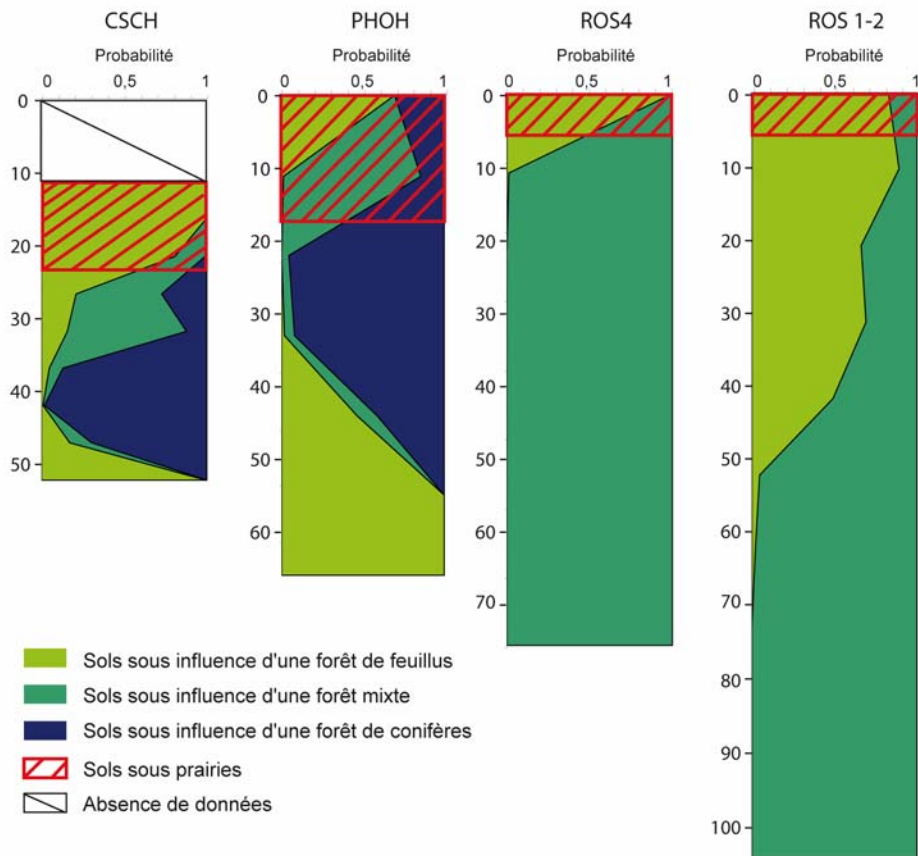 CSCH
PHOH
ROS4
ROS 1-2
Probabilité
Probabilité
Probabilité
Probabilité
0 0,5 1
0 0,5 1
0 0,5 1
0 0,5 1
0
10
20
30
40
50
0
10
20
30
40
50
60
0
10
20
30
40
50
60
70
0
10
20
30
40
50
60
70
80
90
100
Sols sous influence d'une forêt de feuillus
Sols sous influence d'une forêt mixte
Sols sous influence d'une forêt de conifères
Sols sous prairies
Absence de données